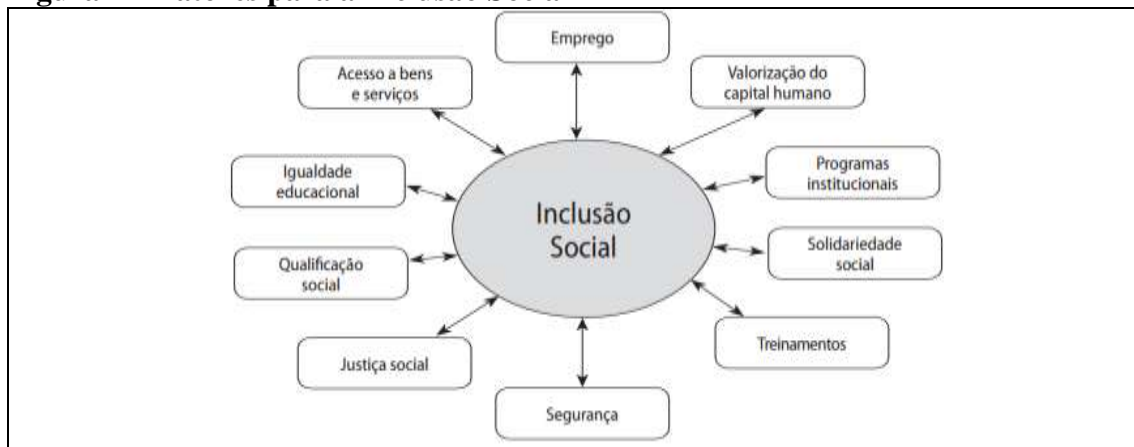 Emprego
Acesso a bens
e serviços
Valorização do
capital humano
Igualdade
educacional
Programas
institucionais
Inclusão
Social
Qualificação
social
Solidariedade
social
Justiça social
Treinamentos
Segurança